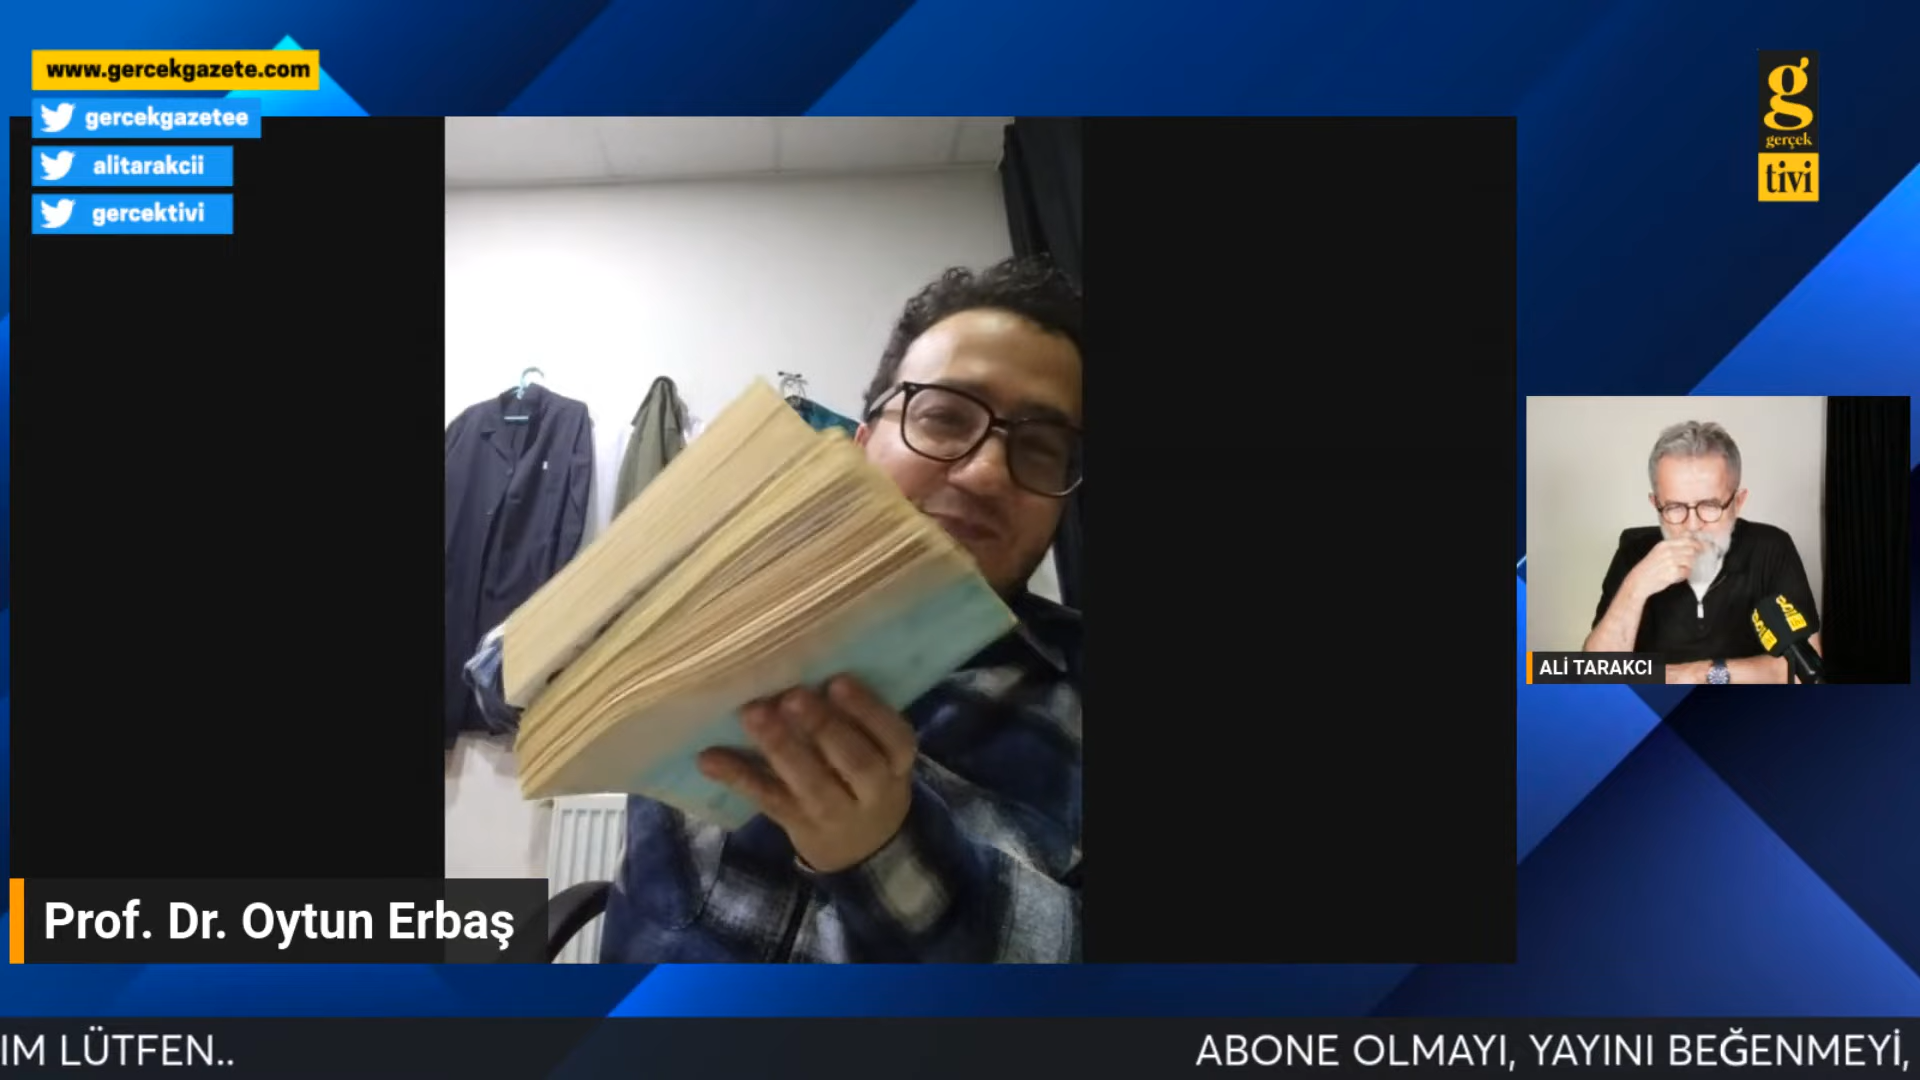 www.gercekgazete.com
gercekgazetee
alitarakcii
gercektivi
g
gerçek
tivi
ALİ TARAKCI
Prof. Dr. Oytun Erbaş
IM LÜTFEN.. ABONE OLMAYI, YAYINI BEĞENMEYİ,